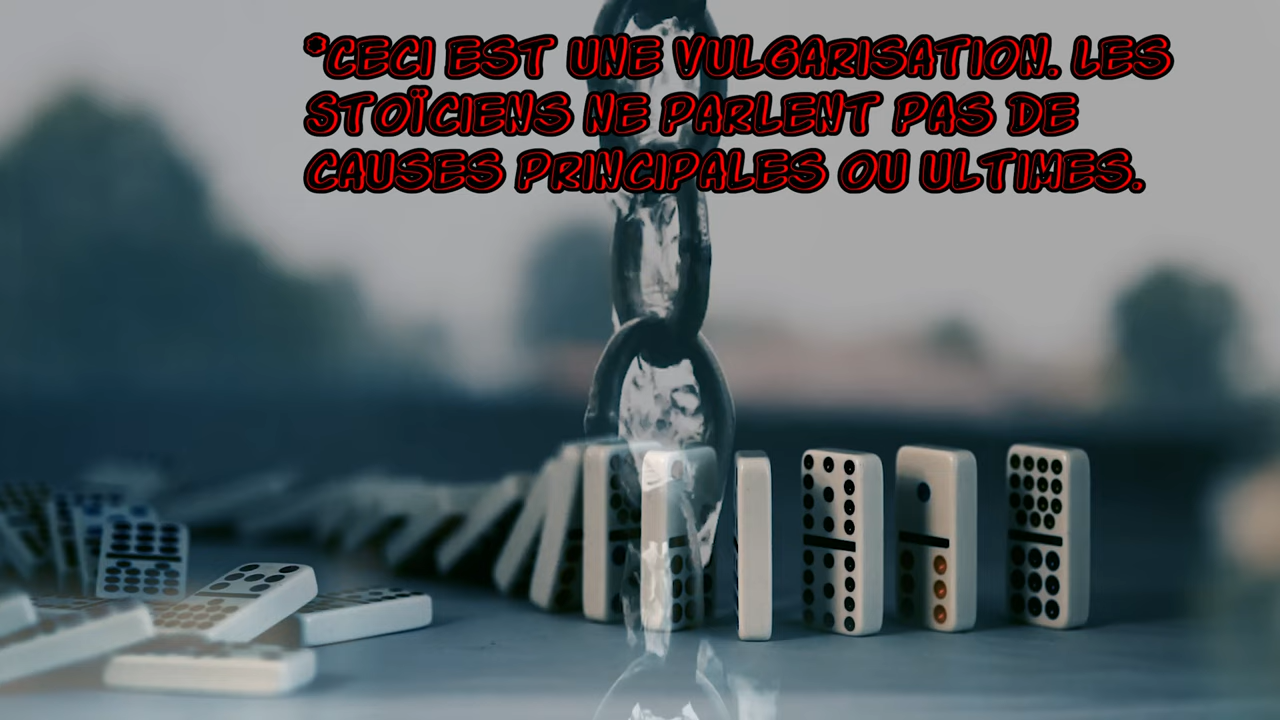 *CECI EST UNE VULGARISATION. LES
STOÏCIENS NE PARLENT PAS DE
CAUSES PRINCIPALES OU ULTIMES.